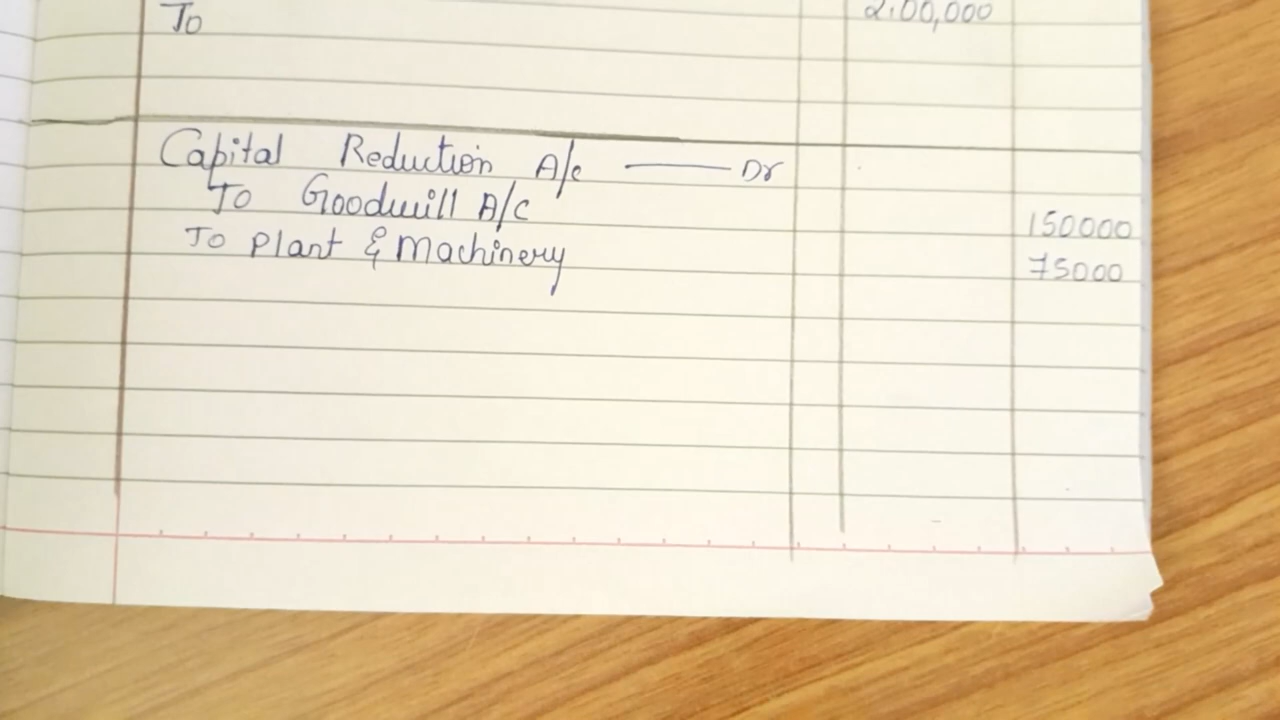 To 2,00,000
Capital Reduction A/c —— Dr
To Goodwill A/c 150000
To Plant & Machinery 75000